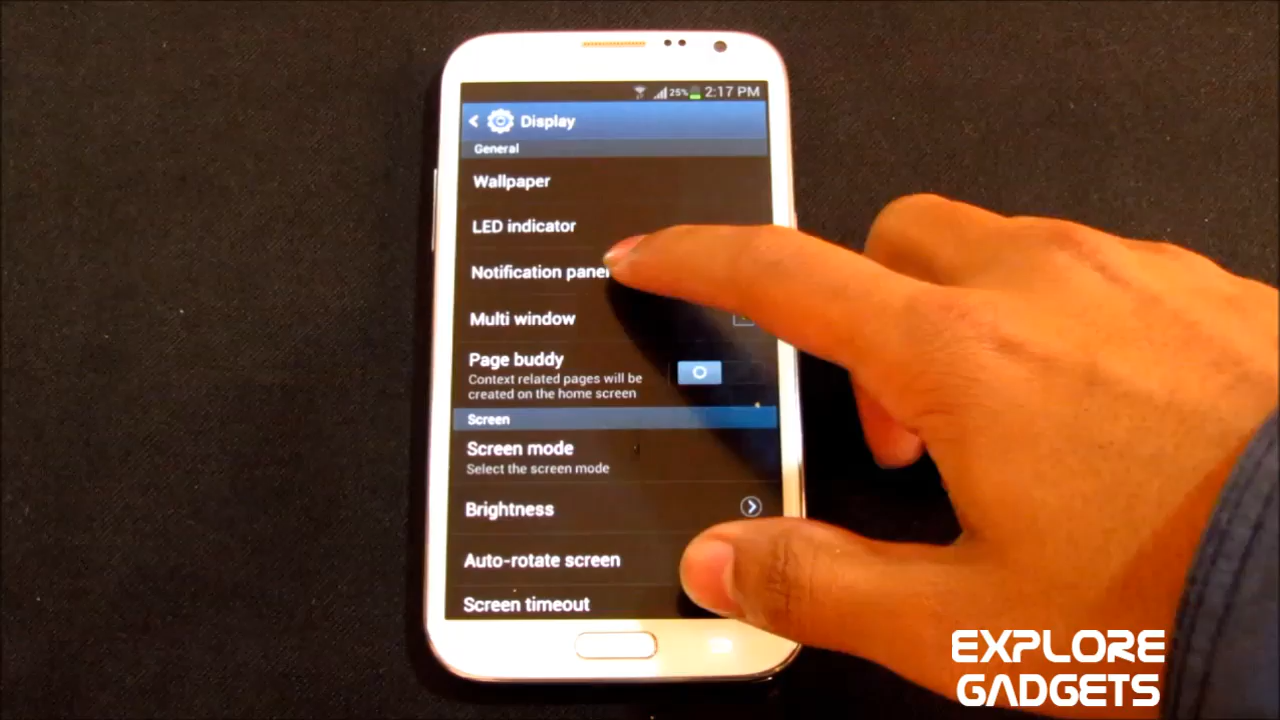 25% 2:17 PM
Display
General
Wallpaper
LED indicator
Notification panel
Multi window
Page buddy
Context related pages will be
created on the home screen
Screen
Screen mode
Select the screen mode
Brightness
Auto-rotate screen
Screen timeout
EXPLORE
GADGETS